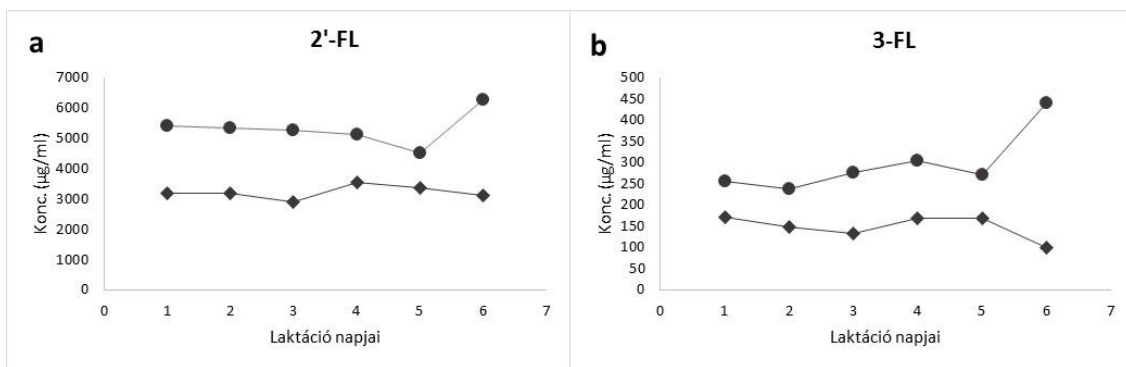 a
2'-FL
7000
6000
5000
4000
3000
2000
1000
0
Konc. (µg/ml)
0 1 2 3 4 5 6 7
Laktáció napjai
b
3-FL
500
450
400
350
300
250
200
150
100
50
0
Konc. (µg/ml)
0 1 2 3 4 5 6 7
Laktáció napjai